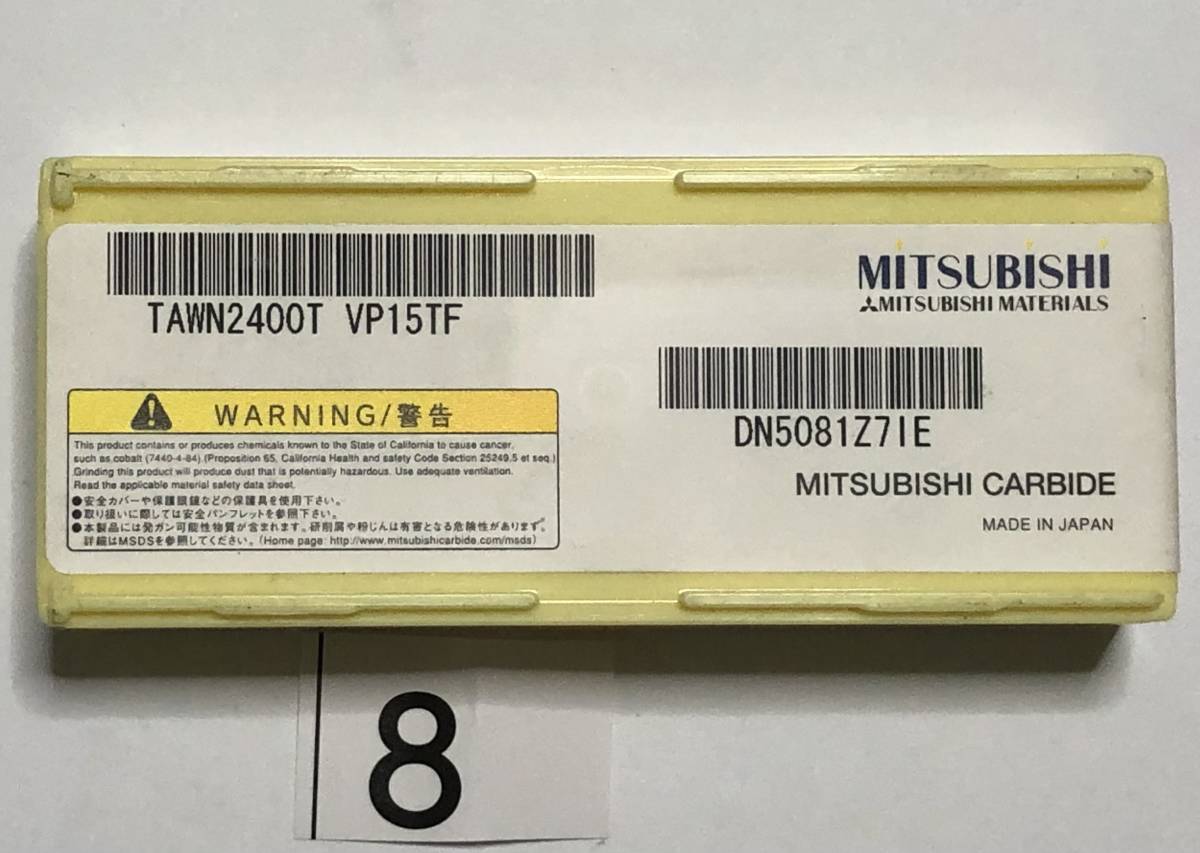 TAWN2400T VP15TF
MITSUBISHI
MITSUBISHI MATERIALS
DN5081Z7IE
MITSUBISHI CARBIDE
MADE IN JAPAN
WARNING/警告
This product contains or produces chemicals known to the State of California to cause cancer,
such as cobalt (7440-4-84).(Proposition 65, California Health and safety Code Section 25249,5 et seq.)
Grinding this product will produce dust that is potentially hazardous. Use adequate ventilation.
Read the applicable material safety data sheet.
●安全カバーや保護眼鏡などの保護具を使用下さい。
●取り扱いに際しては安全パンフレットを参照下さい。
●本製品には発ガン可能性物質が含まれます。研削屑や粉じんは有害となる危険性があります。
詳細はMSDSを参照してください。(Home page: http://www.mitsubishicarbide.com/msds)
8